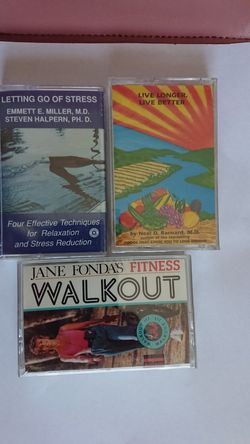 LETTING GO OF STRESS
EMMETT E. MILLER, M.D.
STEVEN HALPERN, PH. D.
Four Effective Techniques
for Relaxation
and Stress Reduction
LIVE LONGER,
LIVE BETTER
by Neal D. Barnard, M.D.
JANE FONDA'S FITNESS
WALKOUT